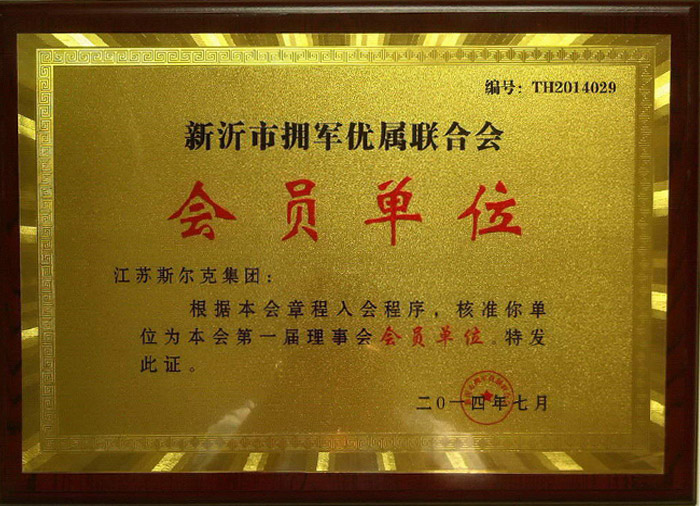 编号：TH2014029
新沂市拥军优属联合会
会员单位
江苏斯尔克集团：
根据本会章程入会程序，核准你单
位为本会第一届理事会会员单位。特发
此证。
二〇一四年七月